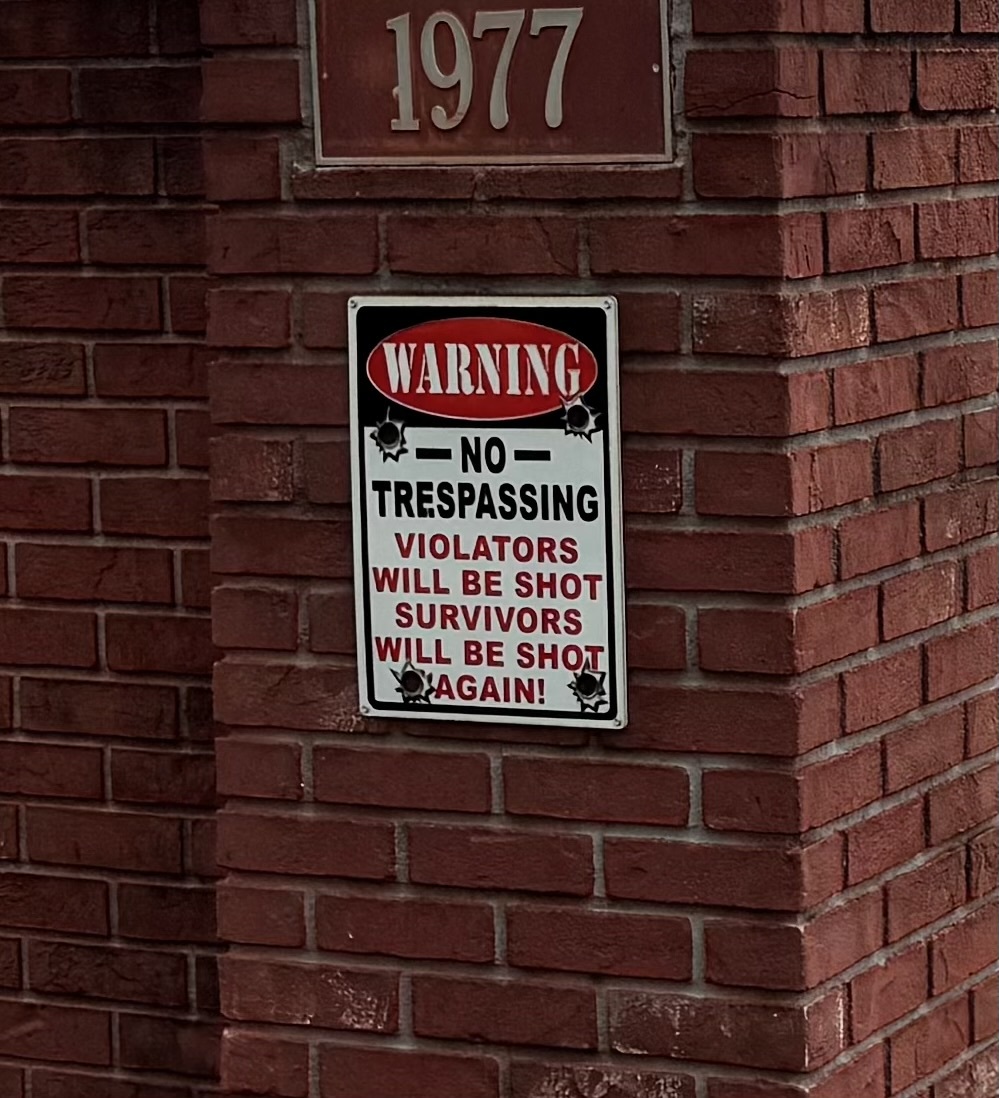 1977
WARNING
— NO —
TRESPASSING
VIOLATORS
WILL BE SHOT
SURVIVORS
WILL BE SHOT
AGAIN!